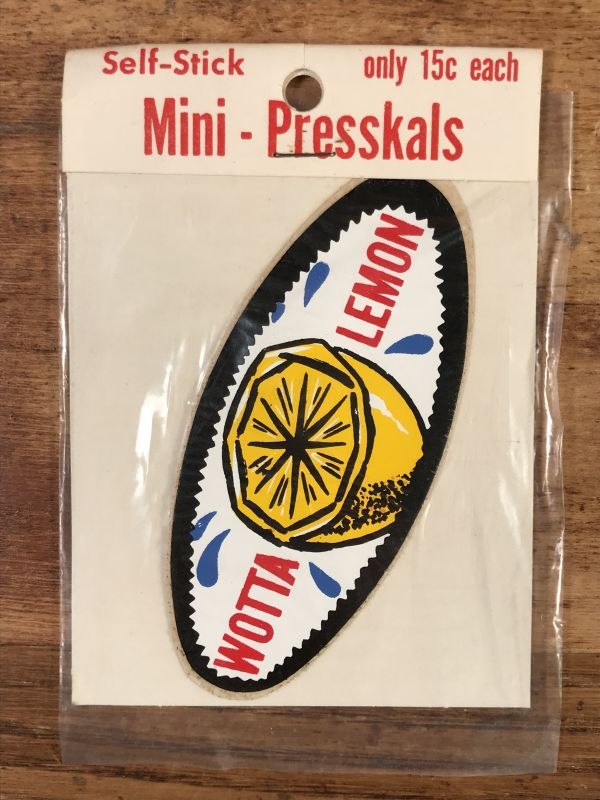 Self-Stick only 15c each
Mini - Presskals
WOTTA
LEMON